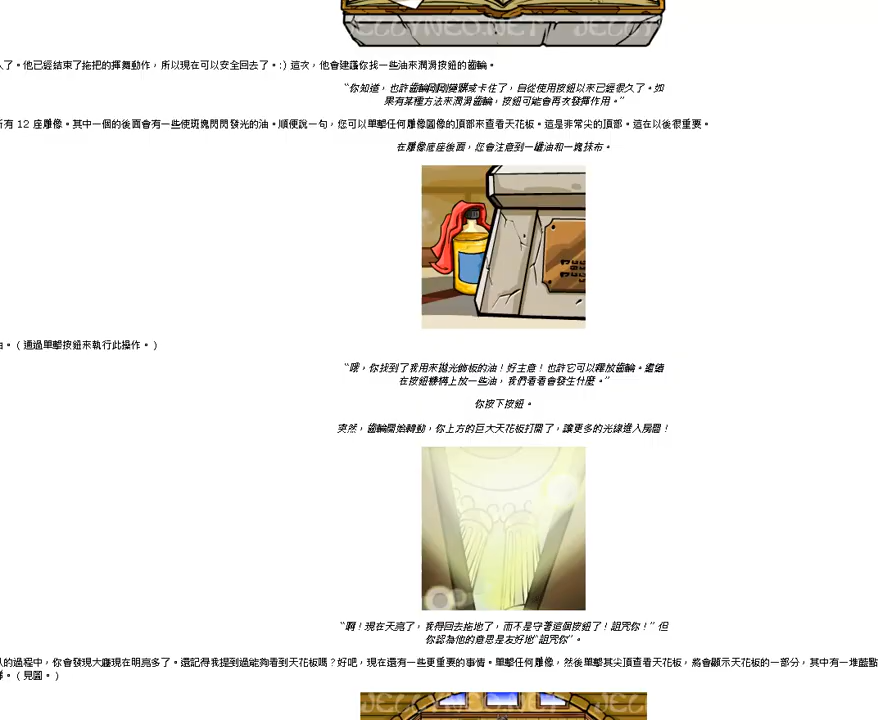 JELLYNEO.NET JELLYNEO
了。他已經结束了拖把的揮舞動作，所以現在可以安全回去了。:) 這次，他會建議你找一些油來潤滑按鈕的齒輪。
“你知道，也許齒輪剛剛變髒或卡住了，自從使用按鈕以來已經很久了。如
果有某種方法來潤滑齒輪，按鈕可能會再次發揮作用。”
所有 12 座雕像。其中一個的後面會有一些使斑塊閃閃發光的油。順便說一句，您可以單擊任何雕像圖像的頂部來查看天花板。這是非常尖的頂部。這在以後很重要。
在雕像底座後面，您會注意到一罐油和一塊抹布。
油。（通過單擊按鈕來執行此操作。）
“哦，你找到了我用來拋光飾板的油！好主意！也許它可以釋放齒輪。繼續
在按鈕機構上放一些油，我們看看會發生什麼。”
你按下按鈕。
突然，齒輪開始轉動，你上方的巨大天花板打開了，讓更多的光線進入房間！
“啊！現在天亮了，我得回去拖地了，而不是守著這個按鈕了！詛咒你！”但
你認為他的意思是友好地“詛咒你”。
的過程中，你會發現大廳現在明亮多了。還記得我提到過能夠看到天花板嗎？好吧，現在還有一些更重要的事情。單擊任何雕像，然後單擊其尖頂查看天花板，將會顯示天花板的一部分，其中有一堆藍點
。（見圖。）
JELLYNEO.NET JELLYNEO